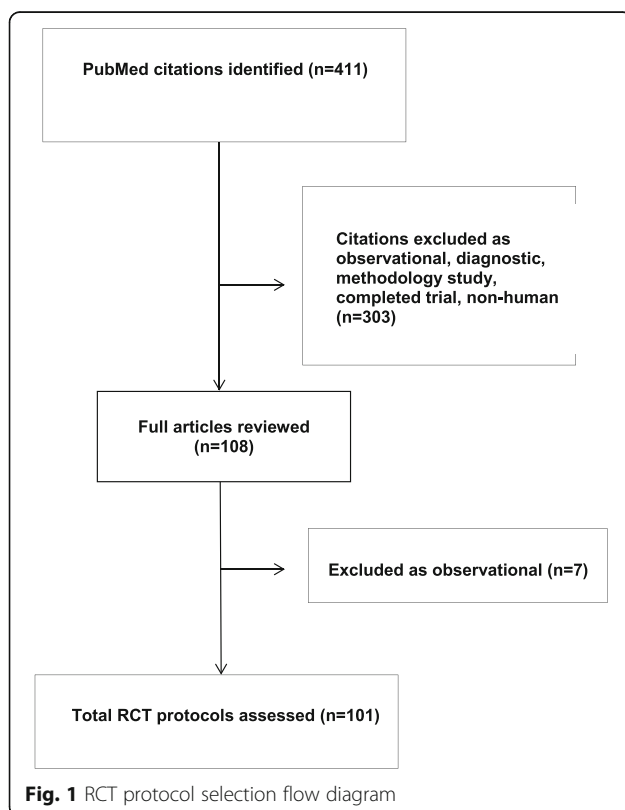 PubMed citations identified (n=411)
Citations excluded as
observational, diagnostic,
methodology study,
completed trial, non-human
(n=303)
Full articles reviewed
(n=108)
Excluded as observational (n=7)
Total RCT protocols assessed (n=101)
Fig. 1 RCT protocol selection flow diagram